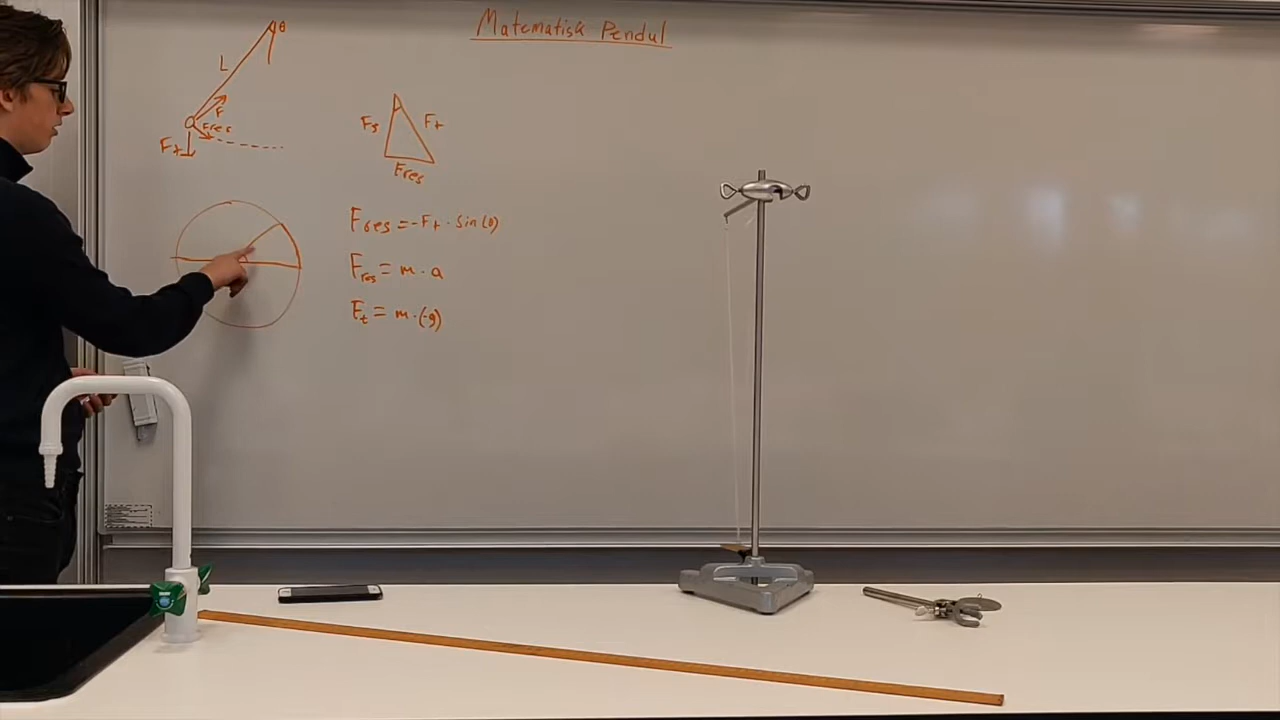 Matematisk Pendul
θ
L
F
Fres
Ft
Fs
Ft
Fres
Fres = -Ft · sin(θ)
Fres = m · a
Ft = m · (-g)